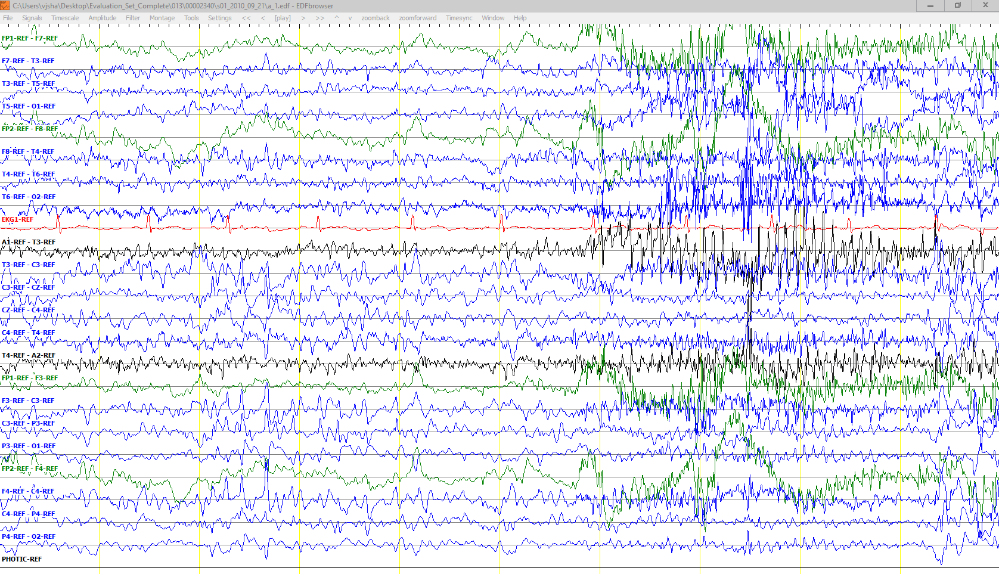 C:\Users\vjsha\Desktop\Evaluation_Set_Complete\013\00002340\s01_2010_09_21\a_1.edf - EDFbrowser
File Signals Timescale Amplitude Filter Montage Tools Settings << < [play] > >> ^ v zoomback zoomforward Timesync Window Help
FP1-REF - F7-REF
F7-REF - T3-REF
T3-REF - T5-REF
T5-REF - O1-REF
FP2-REF - F8-REF
F8-REF - T4-REF
T4-REF - T6-REF
T6-REF - O2-REF
EKG1-REF
A1-REF - T3-REF
T3-REF - C3-REF
C3-REF - CZ-REF
CZ-REF - C4-REF
C4-REF - T4-REF
T4-REF - A2-REF
FP1-REF - F3-REF
F3-REF - C3-REF
C3-REF - P3-REF
P3-REF - O1-REF
FP2-REF - F4-REF
F4-REF - C4-REF
C4-REF - P4-REF
P4-REF - O2-REF
PHOTIC-REF